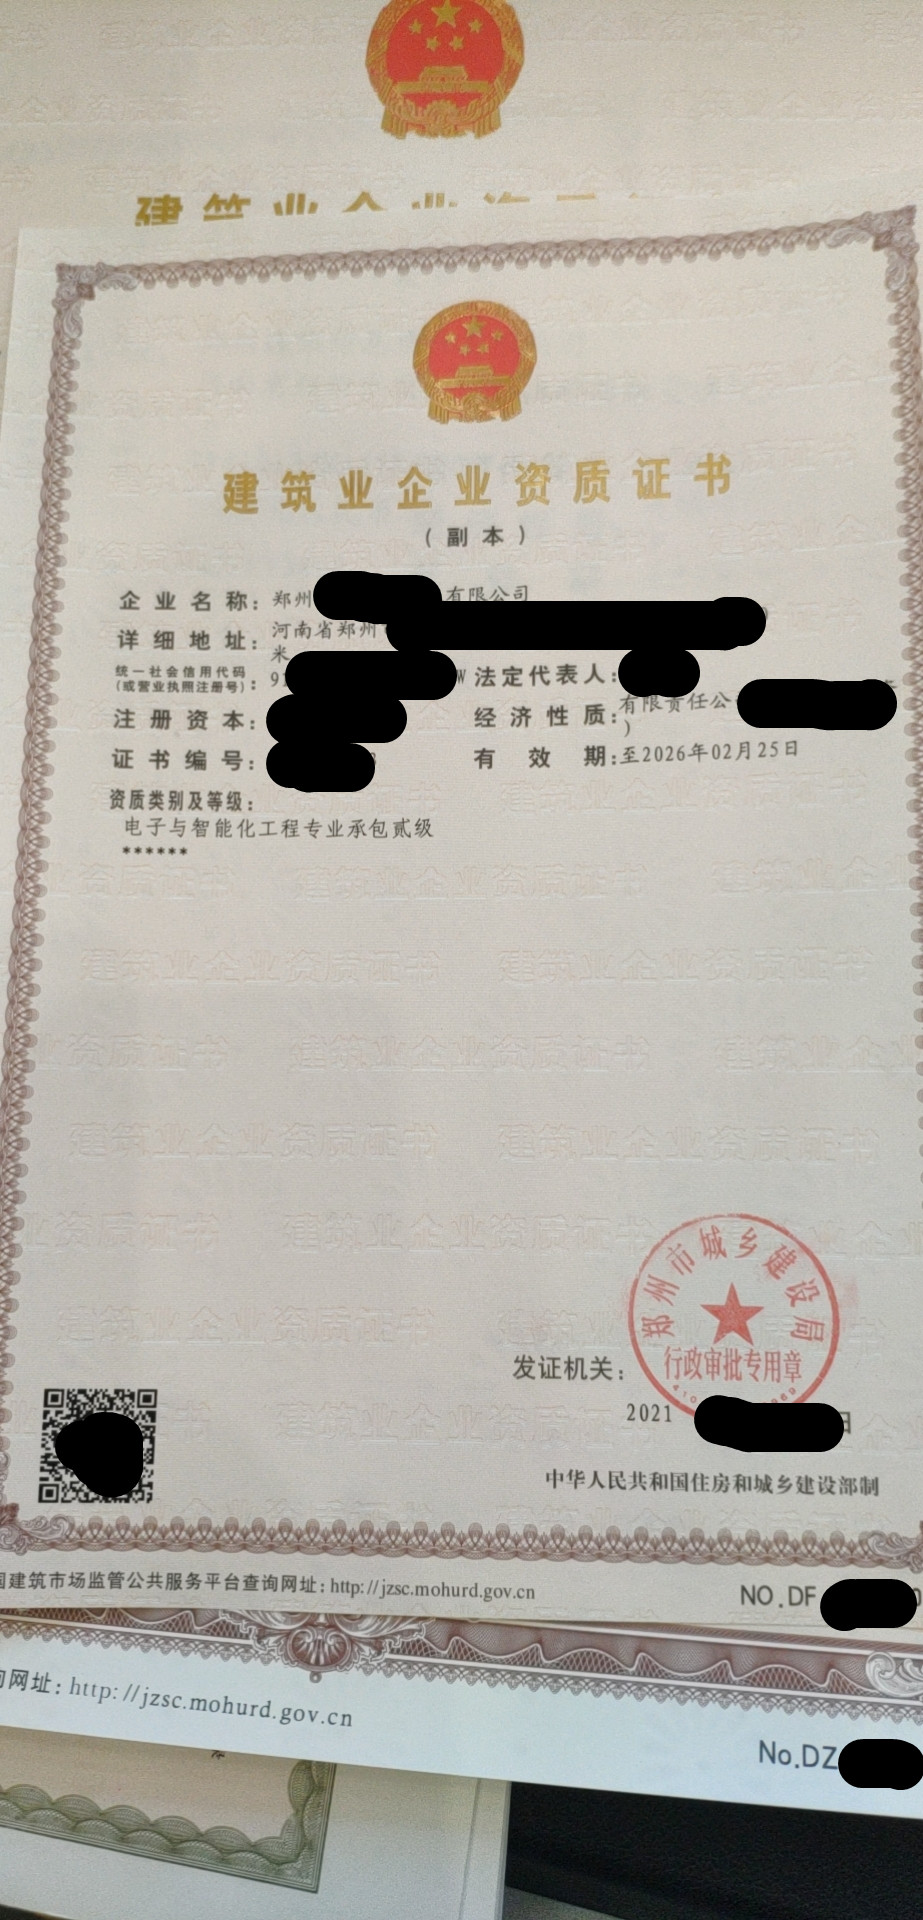 建筑业企业资质证书
（副本）
企业名称：郑州 有限公司
详细地址：河南省郑州
米
统一社会信用代码
（或营业执照注册号）：91 W 法定代表人：
注册资本： 经济性质：有限责任公
）
证书编号： 有效期：至2026年02月25日
资质类别及等级：
电子与智能化工程专业承包贰级
******
郑州市城乡建设局
行政审批专用章
发证机关：
2021 日
中华人民共和国住房和城乡建设部制
国建筑市场监管公共服务平台查询网址：http://jzsc.mohurd.gov.cn
NO.DF
询网址：http://jzsc.mohurd.gov.cn
No.DZ